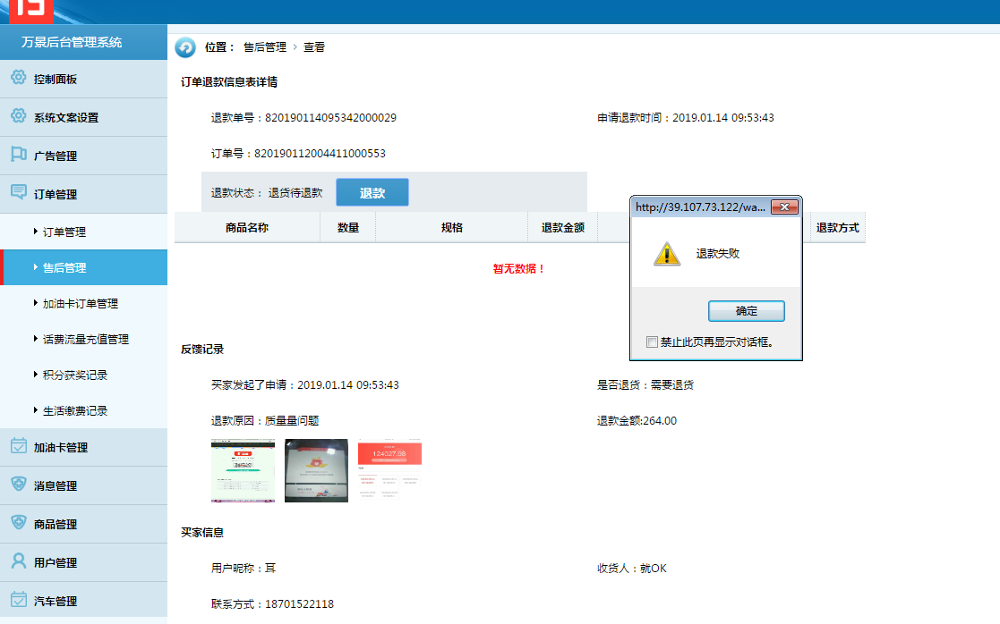 万景后台管理系统
位置： 售后管理 › 查看
控制面板
系统文案设置
广告管理
订单管理
订单管理
售后管理
加油卡订单管理
话费流量充值管理
积分获奖记录
生活缴费记录
加油卡管理
消息管理
商品管理
用户管理
汽车管理
订单退款信息表详情
退款单号：820190114095342000029
申请退款时间：2019.01.14 09:53:43
订单号：820190112004411000553
退款状态： 退货待退款 退款
商品名称 数量 规格 退款金额 退款方式
暂无数据！
http://39.107.73.122/wa...
退款失败
确定
禁止此页再显示对话框。
反馈记录
买家发起了申请：2019.01.14 09:53:43
是否退货：需要退货
退款原因：质量量问题
退款金额:264.00
买家信息
用户昵称：耳
收货人：就OK
联系方式：18701522118